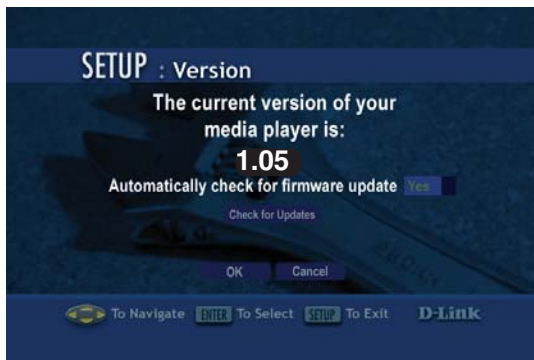 SETUP : Version
The current version of your
media player is:
1.05
Automatically check for firmware update Yes
Check for Updates
OK Cancel
To Navigate ENTER To Select SETUP To Exit D-Link